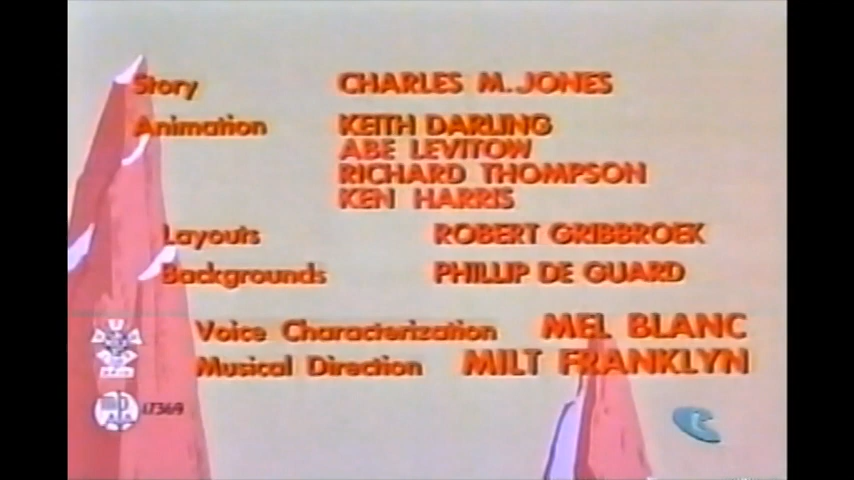 Story CHARLES M. JONES
Animation KEITH DARLING
ABE LEVITOW
RICHARD THOMPSON
KEN HARRIS
Layouts ROBERT GRIBBROEK
Backgrounds PHILLIP DE GUARD
Voice Characterization MEL BLANC
Musical Direction MILT FRANKLYN
17369